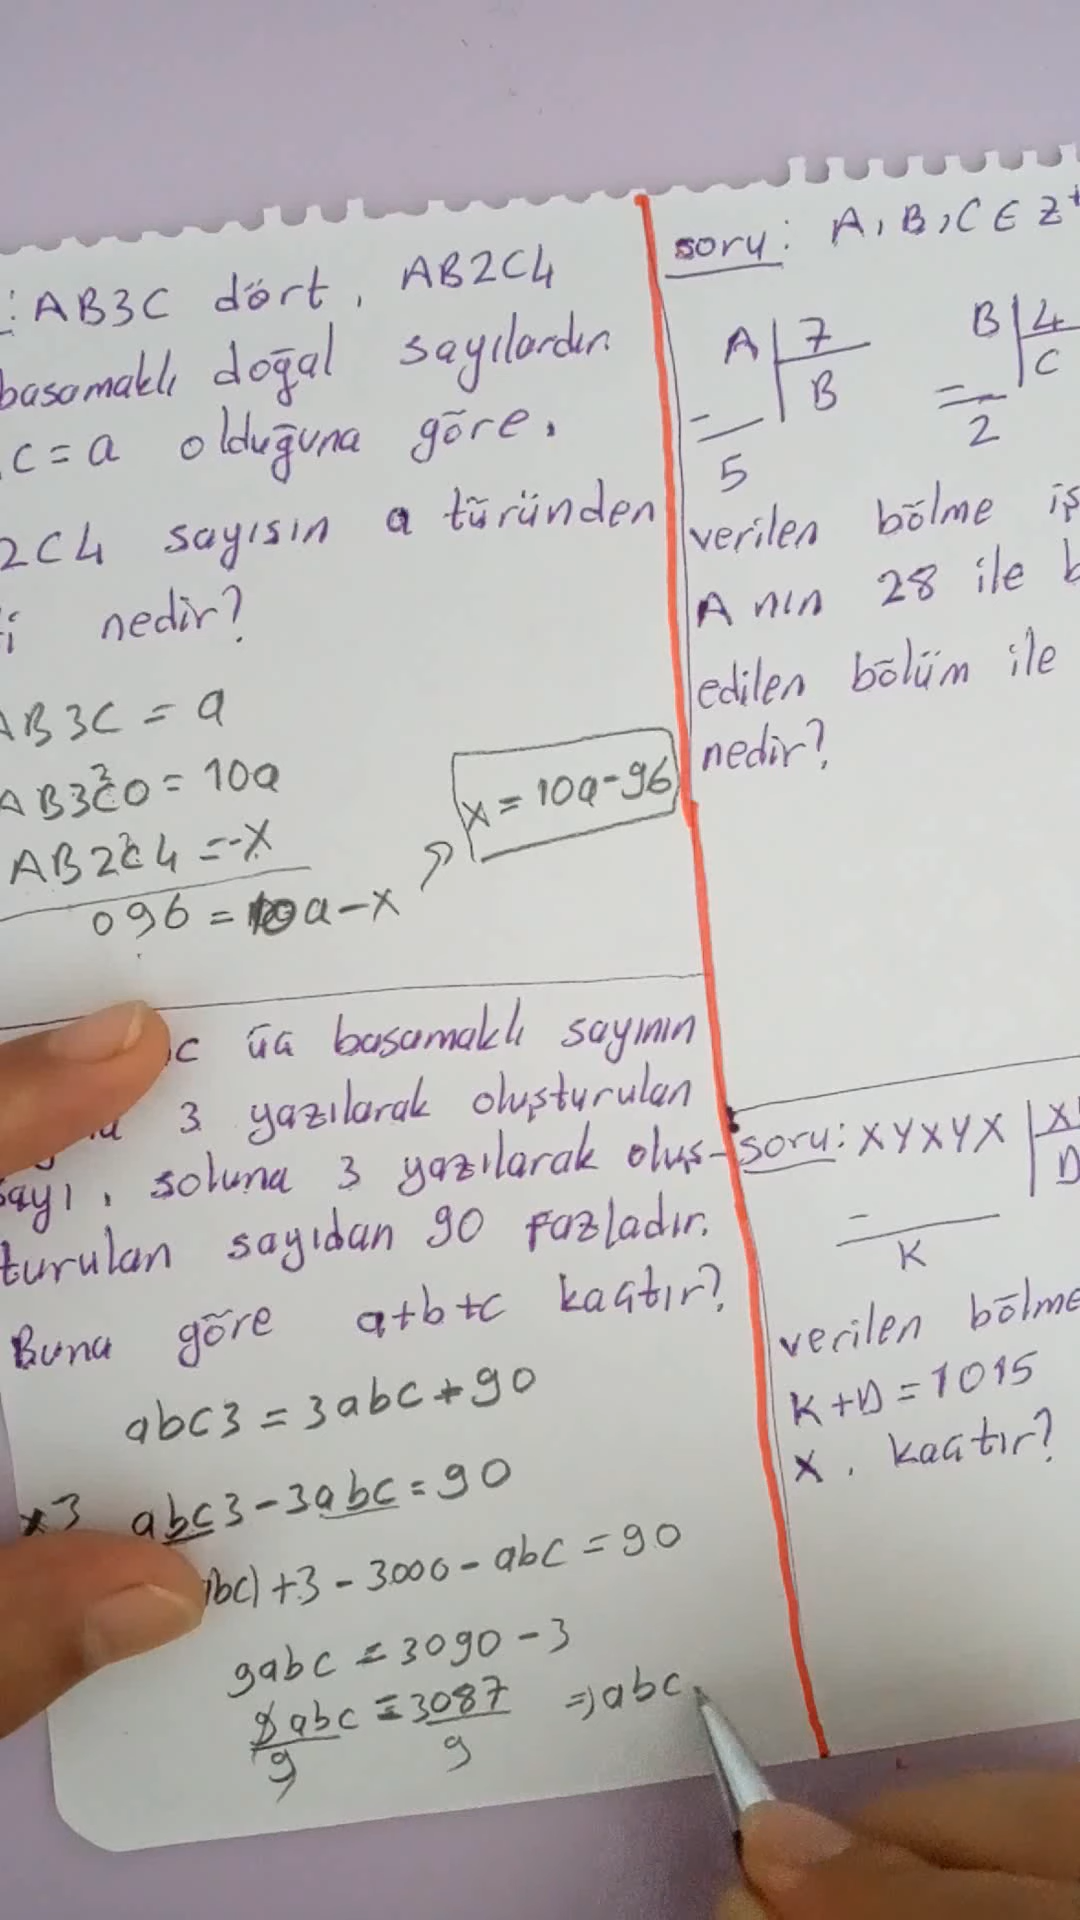 : AB3C dört, AB2C4
basamaklı doğal sayılardır.
C = a olduğuna göre,
2C4 sayısın a türünden
nedir?
AB3C = a
AB3C0 = 10a
AB2C4 = -X
096 = 10a - x
x = 10a - 96
üç basamaklı sayının
3 yazılarak oluşturulan
sayı, soluna 3 yazılarak oluş-
turulan sayıdan 90 fazladır.
Buna göre a+b+c kaçtır?
abc3 = 3abc + 90
x3 abc3 - 3abc = 90
bc) + 3 - 3000 - abc = 90
9abc = 3090 - 3
9abc/9 = 3087/9 ⇒ abc
soru: A, B, C ∈ Z+
A | 7
B
5
B | 4
C
2
verilen bölme iş
A nın 28 ile b
edilen bölüm ile
nedir?
soru: XYXYX
K
verilen bölme
K + D = 1015
X, kaçtır?